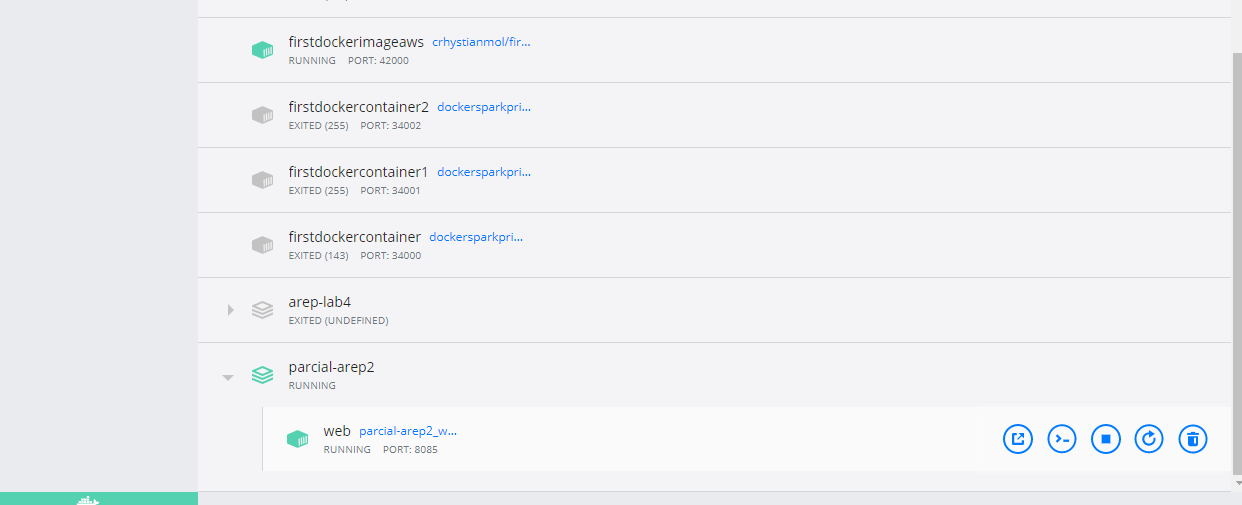 firstdockerimageaws crhystianmol/fir...
RUNNING PORT: 42000
firstdockercontainer2 dockersparkpri...
EXITED (255) PORT: 34002
firstdockercontainer1 dockersparkpri...
EXITED (255) PORT: 34001
firstdockercontainer dockersparkpri...
EXITED (143) PORT: 34000
arep-lab4
EXITED (UNDEFINED)
parcial-arep2
RUNNING
web parcial-arep2_w...
RUNNING PORT: 8085